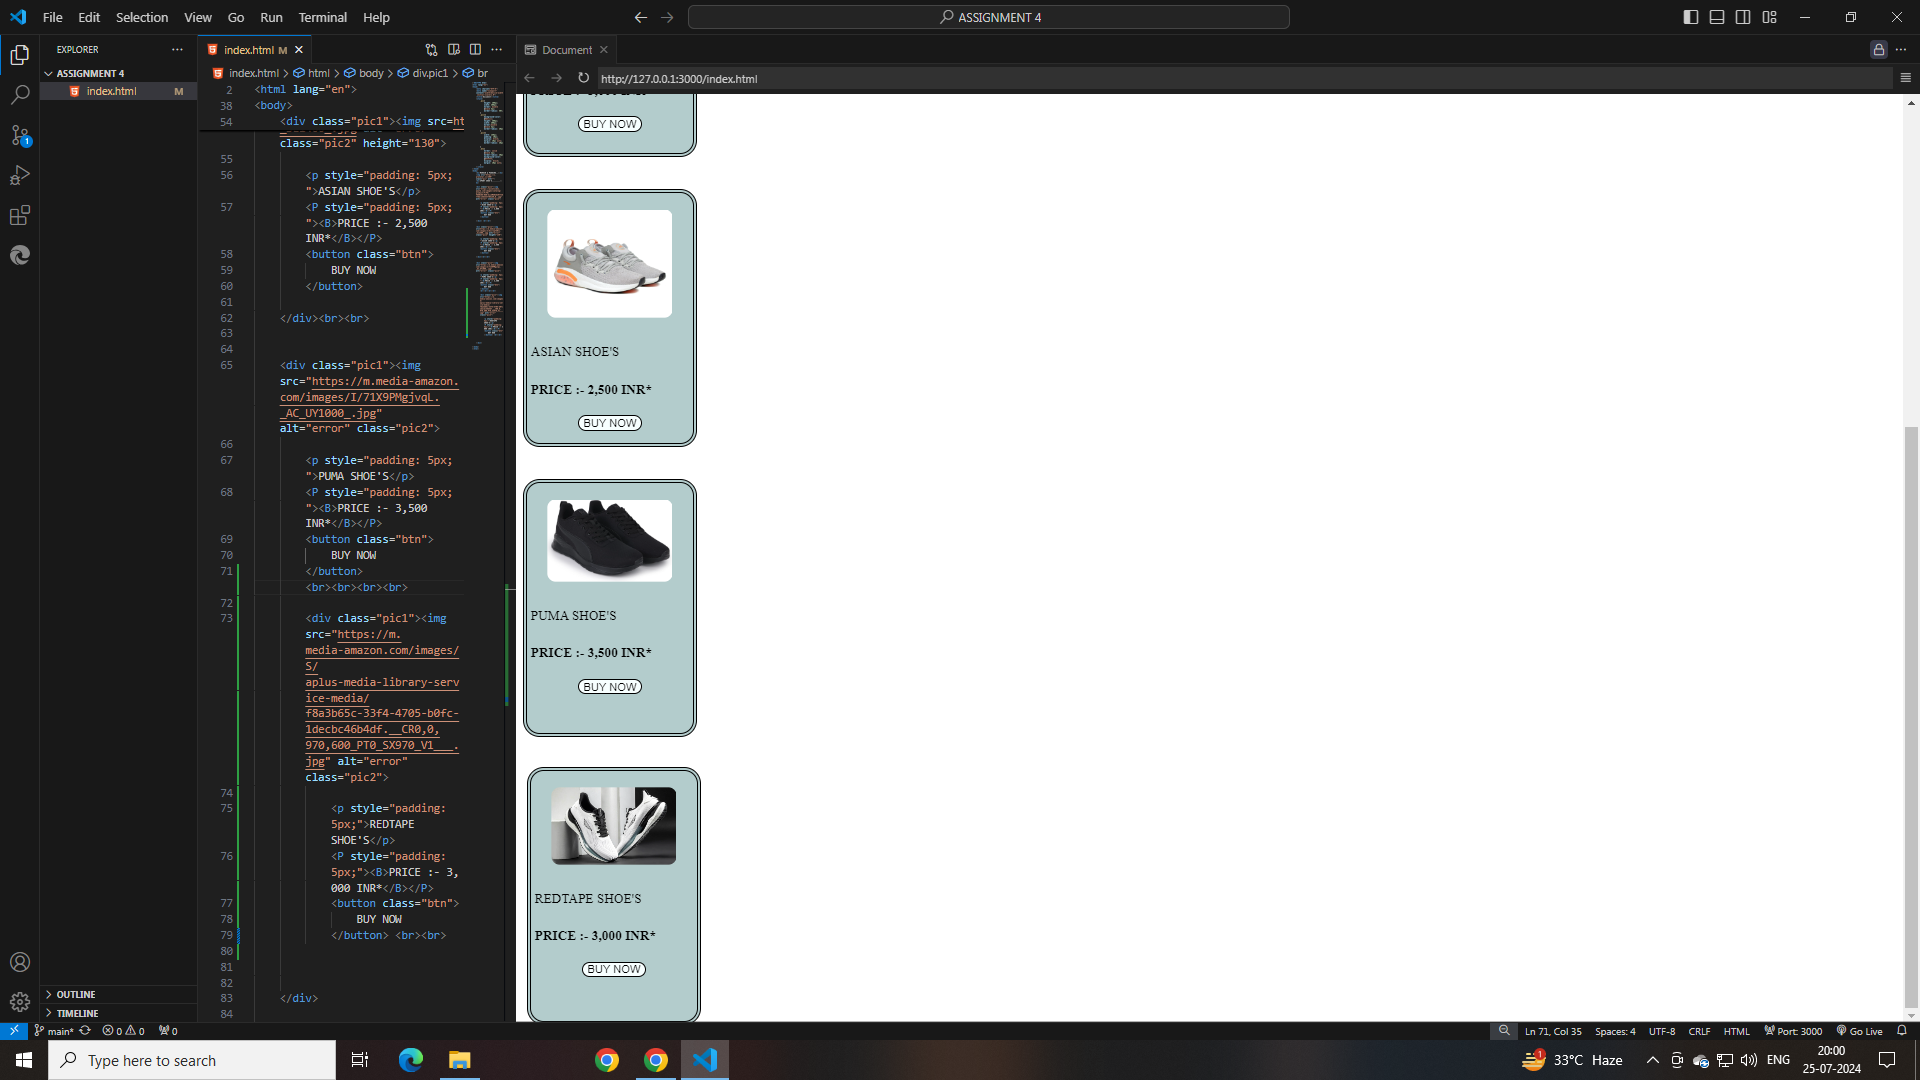 File Edit Selection View Go Run Terminal Help
ASSIGNMENT 4
EXPLORER
ASSIGNMENT 4
index.html M
OUTLINE
TIMELINE
index.html M
index.html > html > body > div.pic1 > br
2 <html lang="en">
38 <body>
54 <div class="pic1"><img src=ht
class="pic2" height="130">
55
56 <p style="padding: 5px;
">ASIAN SHOE'S</p>
57 <P style="padding: 5px;
"><B>PRICE :- 2,500
INR*</B></P>
58 <button class="btn">
59 BUY NOW
60 </button>
61
62 </div><br><br>
63
64
65 <div class="pic1"><img
src="https://m.media-amazon.
com/images/I/71X9PMgjvqL.
_AC_UY1000_.jpg"
alt="error" class="pic2">
66
67 <p style="padding: 5px;
">PUMA SHOE'S</p>
68 <P style="padding: 5px;
"><B>PRICE :- 3,500
INR*</B></P>
69 <button class="btn">
70 BUY NOW
71 </button>
<br><br><br><br>
72
73 <div class="pic1"><img
src="https://m.
media-amazon.com/images/
S/
aplus-media-library-serv
ice-media/
f8a3b65c-33f4-4705-b0fc-
1decbc46b4df.__CR0,0,
970,600_PT0_SX970_V1___.
jpg" alt="error"
class="pic2">
74
75 <p style="padding:
5px;">REDTAPE
SHOE'S</p>
76 <P style="padding:
5px;"><B>PRICE :- 3,
000 INR*</B></P>
77 <button class="btn">
78 BUY NOW
79 </button> <br><br>
80
81
82
83 </div>
84
Document
http://127.0.0.1:3000/index.html
BUY NOW
ASIAN SHOE'S
PRICE :- 2,500 INR*
BUY NOW
PUMA SHOE'S
PRICE :- 3,500 INR*
BUY NOW
REDTAPE SHOE'S
PRICE :- 3,000 INR*
BUY NOW
main* 0 0 0
Ln 71, Col 35 Spaces: 4 UTF-8 CRLF HTML Port: 3000 Go Live
Type here to search
1 33°C Haze ENG
20:00
25-07-2024